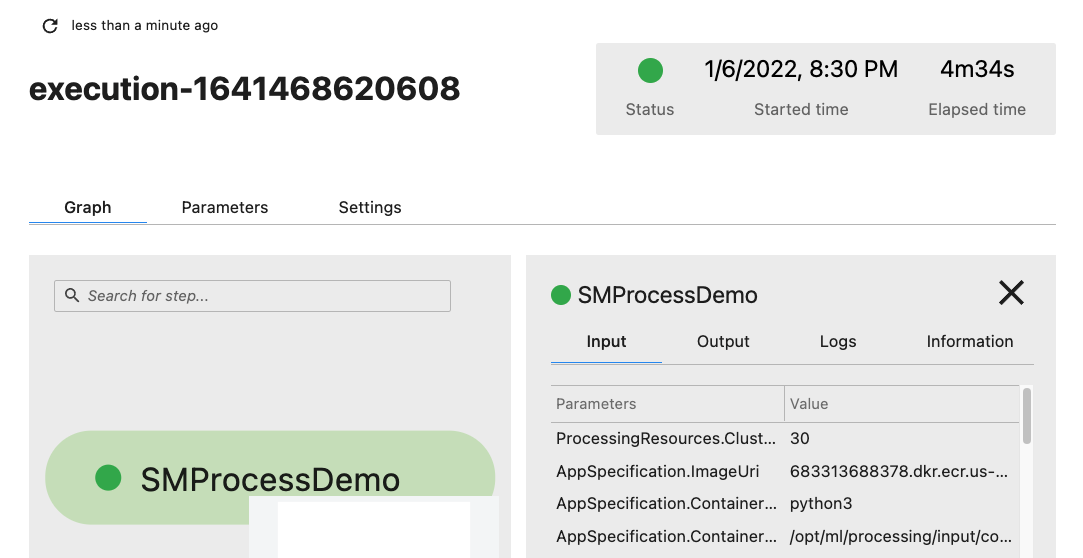 less than a minute ago
execution-1641468620608
1/6/2022, 8:30 PM
4m34s
Status
Started time
Elapsed time
Graph
Parameters
Settings
Search for step...
SMProcessDemo
SMProcessDemo
Input
Output
Logs
Information
Parameters
Value
ProcessingResources.Clust...
30
AppSpecification.ImageUri
683313688378.dkr.ecr.us-...
AppSpecification.Container...
python3
AppSpecification.Container...
/opt/ml/processing/input/co...